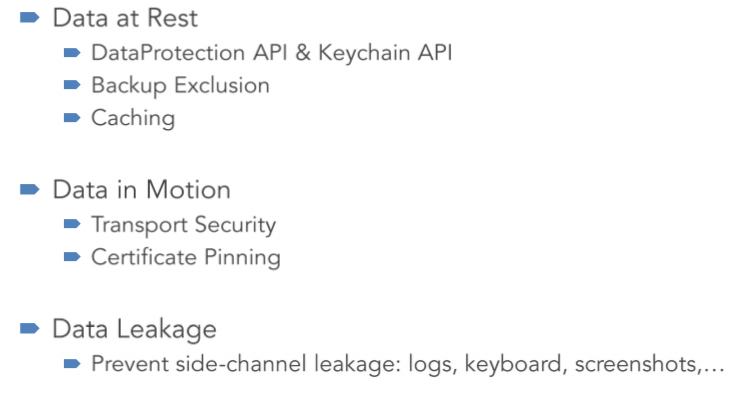 Data at Rest
DataProtection API & Keychain API
Backup Exclusion
Caching
Data in Motion
Transport Security
Certificate Pinning
Data Leakage
Prevent side-channel leakage: logs, keyboard, screenshots,…